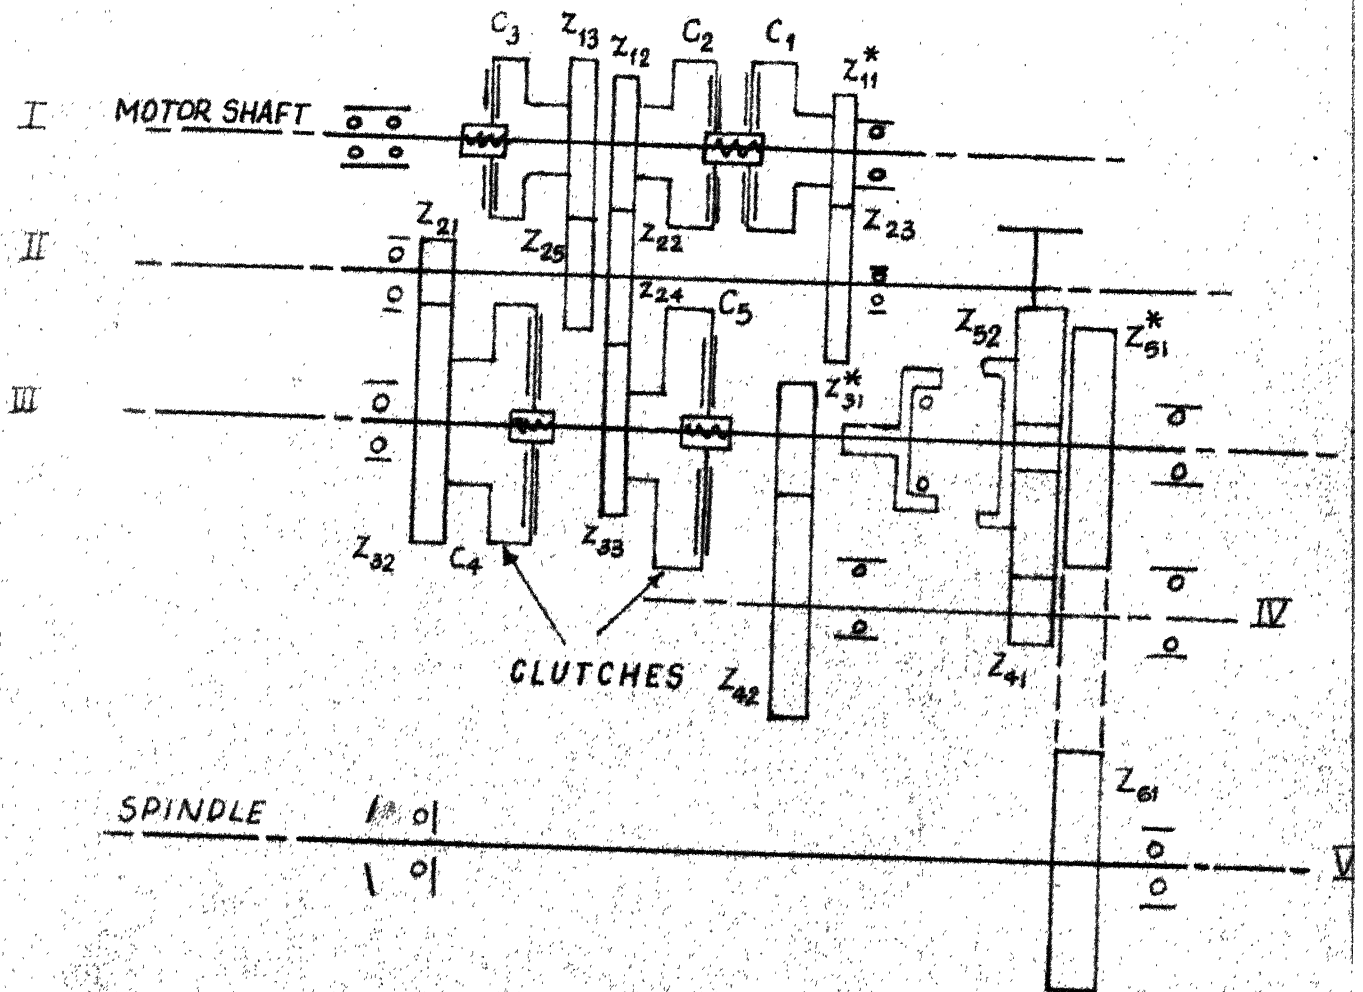 C3 Z13 Z12 C2 C1 Z11*
I MOTOR SHAFT
II Z21 Z25 Z22 Z23
Z24 C5 Z52 Z51*
III Z31*
Z32 C4 Z33
CLUTCHES Z42 Z41 IV
Z61
SPINDLE
V